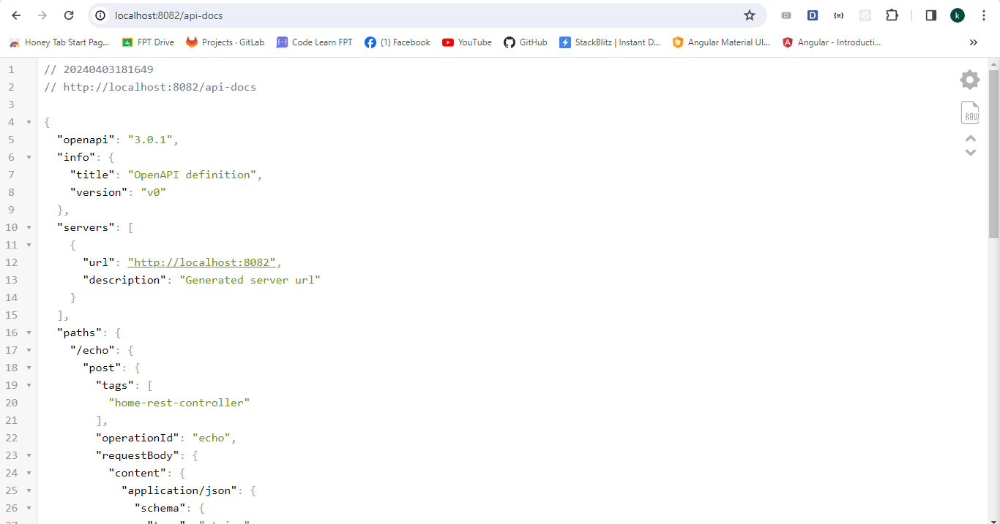 localhost:8082/api-docs
D
{≡}
k
Honey Tab Start Pag...
FPT Drive
Projects · GitLab
Code Learn FPT
(1) Facebook
YouTube
GitHub
StackBlitz | Instant D...
Angular Material UI...
Angular - Introducti...
»
1 // 20240403181649
2 // http://localhost:8082/api-docs
3
4 {
5 "openapi": "3.0.1",
6 "info": {
7 "title": "OpenAPI definition",
8 "version": "v0"
9 },
10 "servers": [
11 {
12 "url": "http://localhost:8082",
13 "description": "Generated server url"
14 }
15 ],
16 "paths": {
17 "/echo": {
18 "post": {
19 "tags": [
20 "home-rest-controller"
21 ],
22 "operationId": "echo",
23 "requestBody": {
24 "content": {
25 "application/json": {
26 "schema": {
RAW